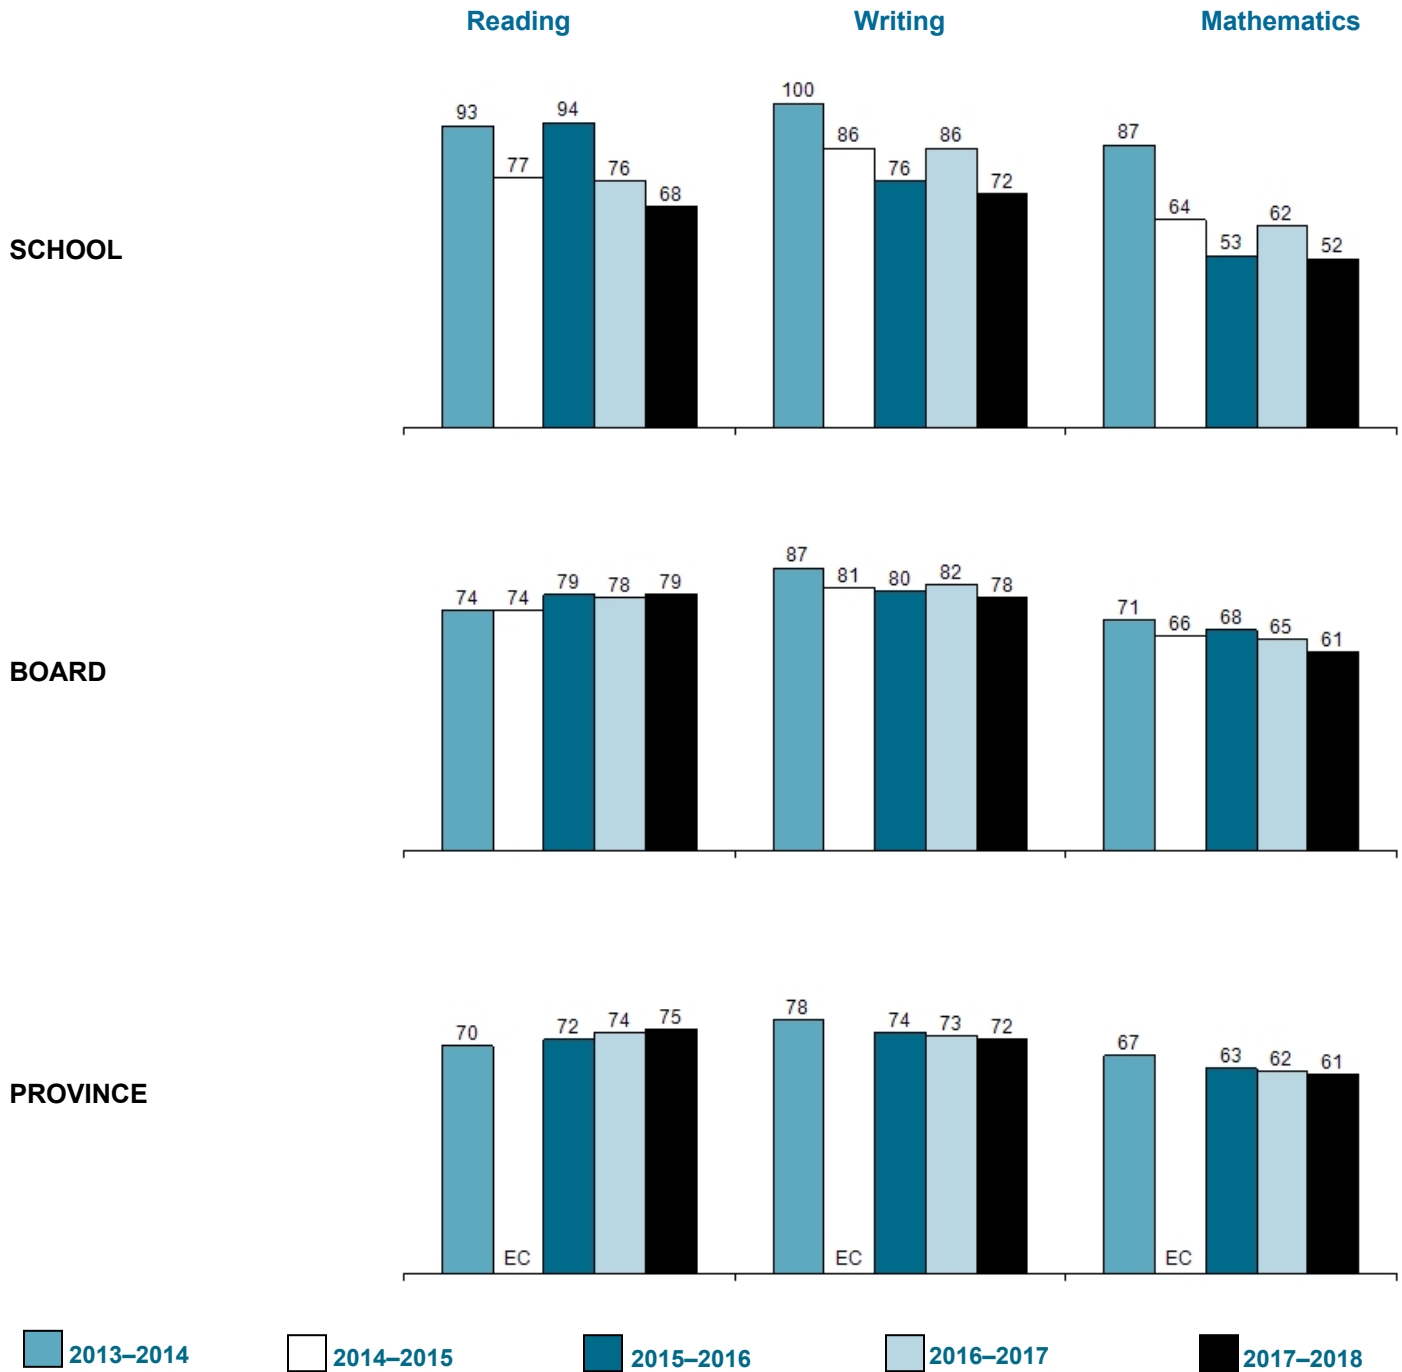 Reading Writing Mathematics
100
93 94
87
86 86
77 76 76
72
68
64 62
53 52
SCHOOL
87
81 80 82
79 78 79 78
74 74
71
66 68 65
61
BOARD
78
72 74 75 74 73 72
70
67
63 62 61
PROVINCE
EC EC EC
2013–2014 2014–2015 2015–2016 2016–2017 2017–2018